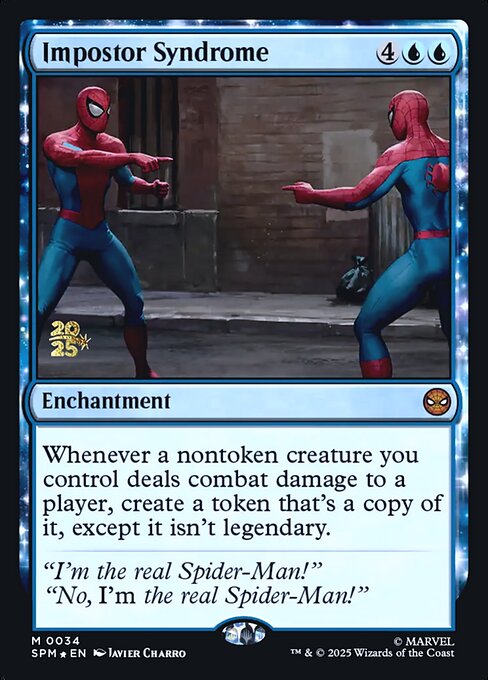 Impostor Syndrome
4
20
25
Enchantment
Whenever a nontoken creature you
control deals combat damage to a
player, create a token that's a copy of
it, except it isn't legendary.
"I'm the real Spider-Man!"
"No, I'm the real Spider-Man!"
M 0034
SPM★EN Javier Charro
© MARVEL
™ & © 2025 Wizards of the Coast